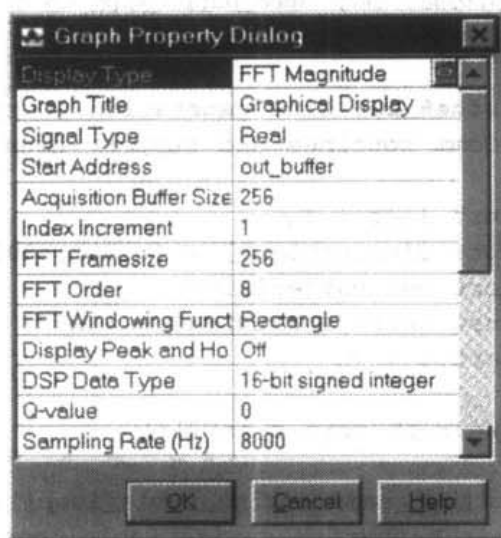 Graph Property Dialog
Display Type FFT Magnitude
Graph Title Graphical Display
Signal Type Real
Start Address out_buffer
Acquisition Buffer Size 256
Index Increment 1
FFT Framesize 256
FFT Order 8
FFT Windowing Funct Rectangle
Display Peak and Ho Off
DSP Data Type 16-bit signed integer
Q-value 0
Sampling Rate (Hz) 8000
OK Cancel Help